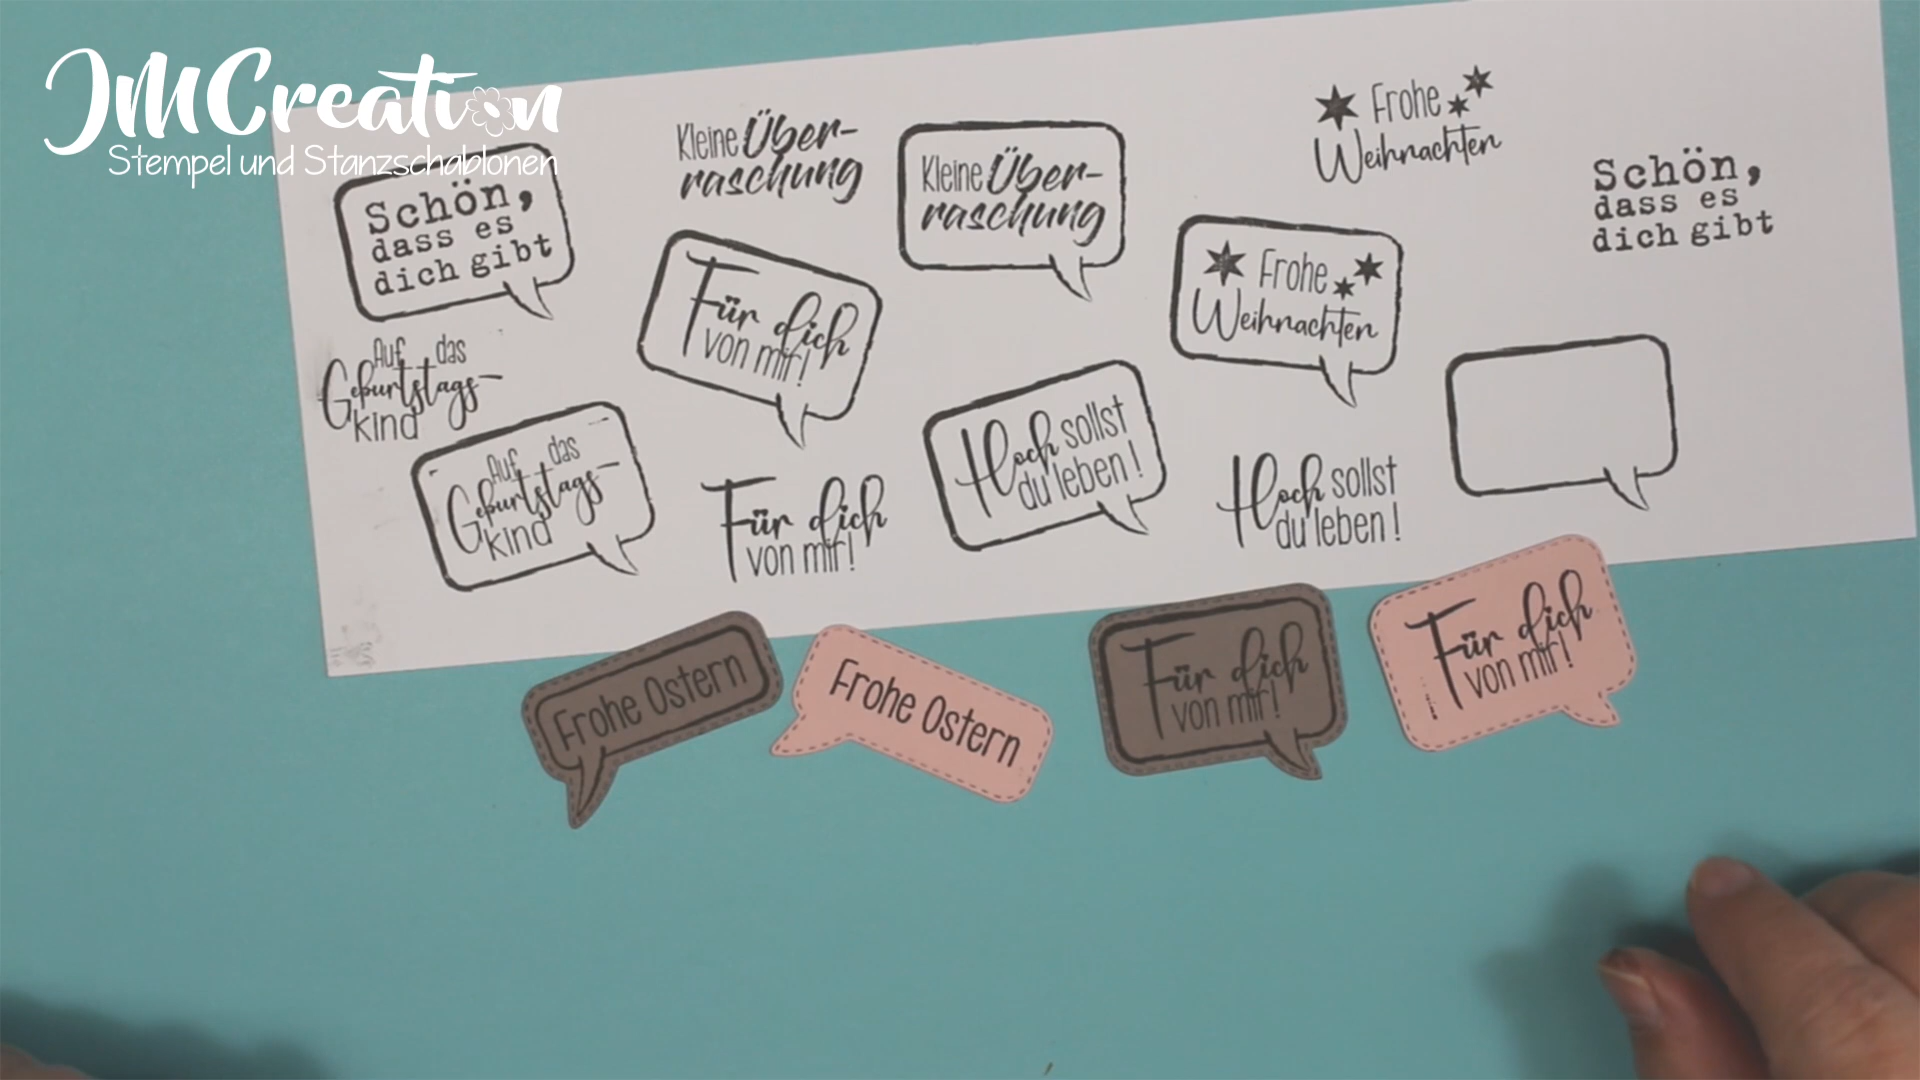 JMCreation
Stempel und Stanzschablonen
Schön,
dass es
dich gibt
Kleine Über-
raschung
Kleine Über-
raschung
Frohe
Weihnachten
Schön,
dass es
dich gibt
Für dich
von mir!
Frohe
Weihnachten
Auf das
Geburtstags-
kind
Auf das
Geburtstags-
kind
Für dich
von mir!
Hoch sollst
du leben!
Hoch sollst
du leben!
Frohe Ostern
Frohe Ostern
Für dich
von mir!
Für dich
von mir!